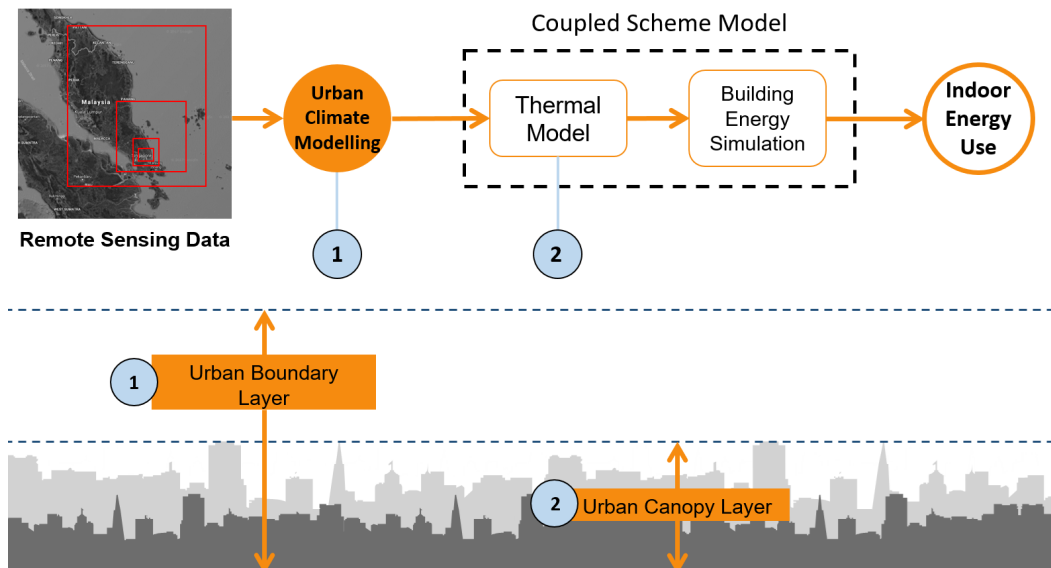 Coupled Scheme Model
Malaysia
Urban
Climate
Modelling
Thermal
Model
Building
Energy
Simulation
Indoor
Energy
Use
Remote Sensing Data
1
2
1
Urban Boundary
Layer
2
Urban Canopy Layer